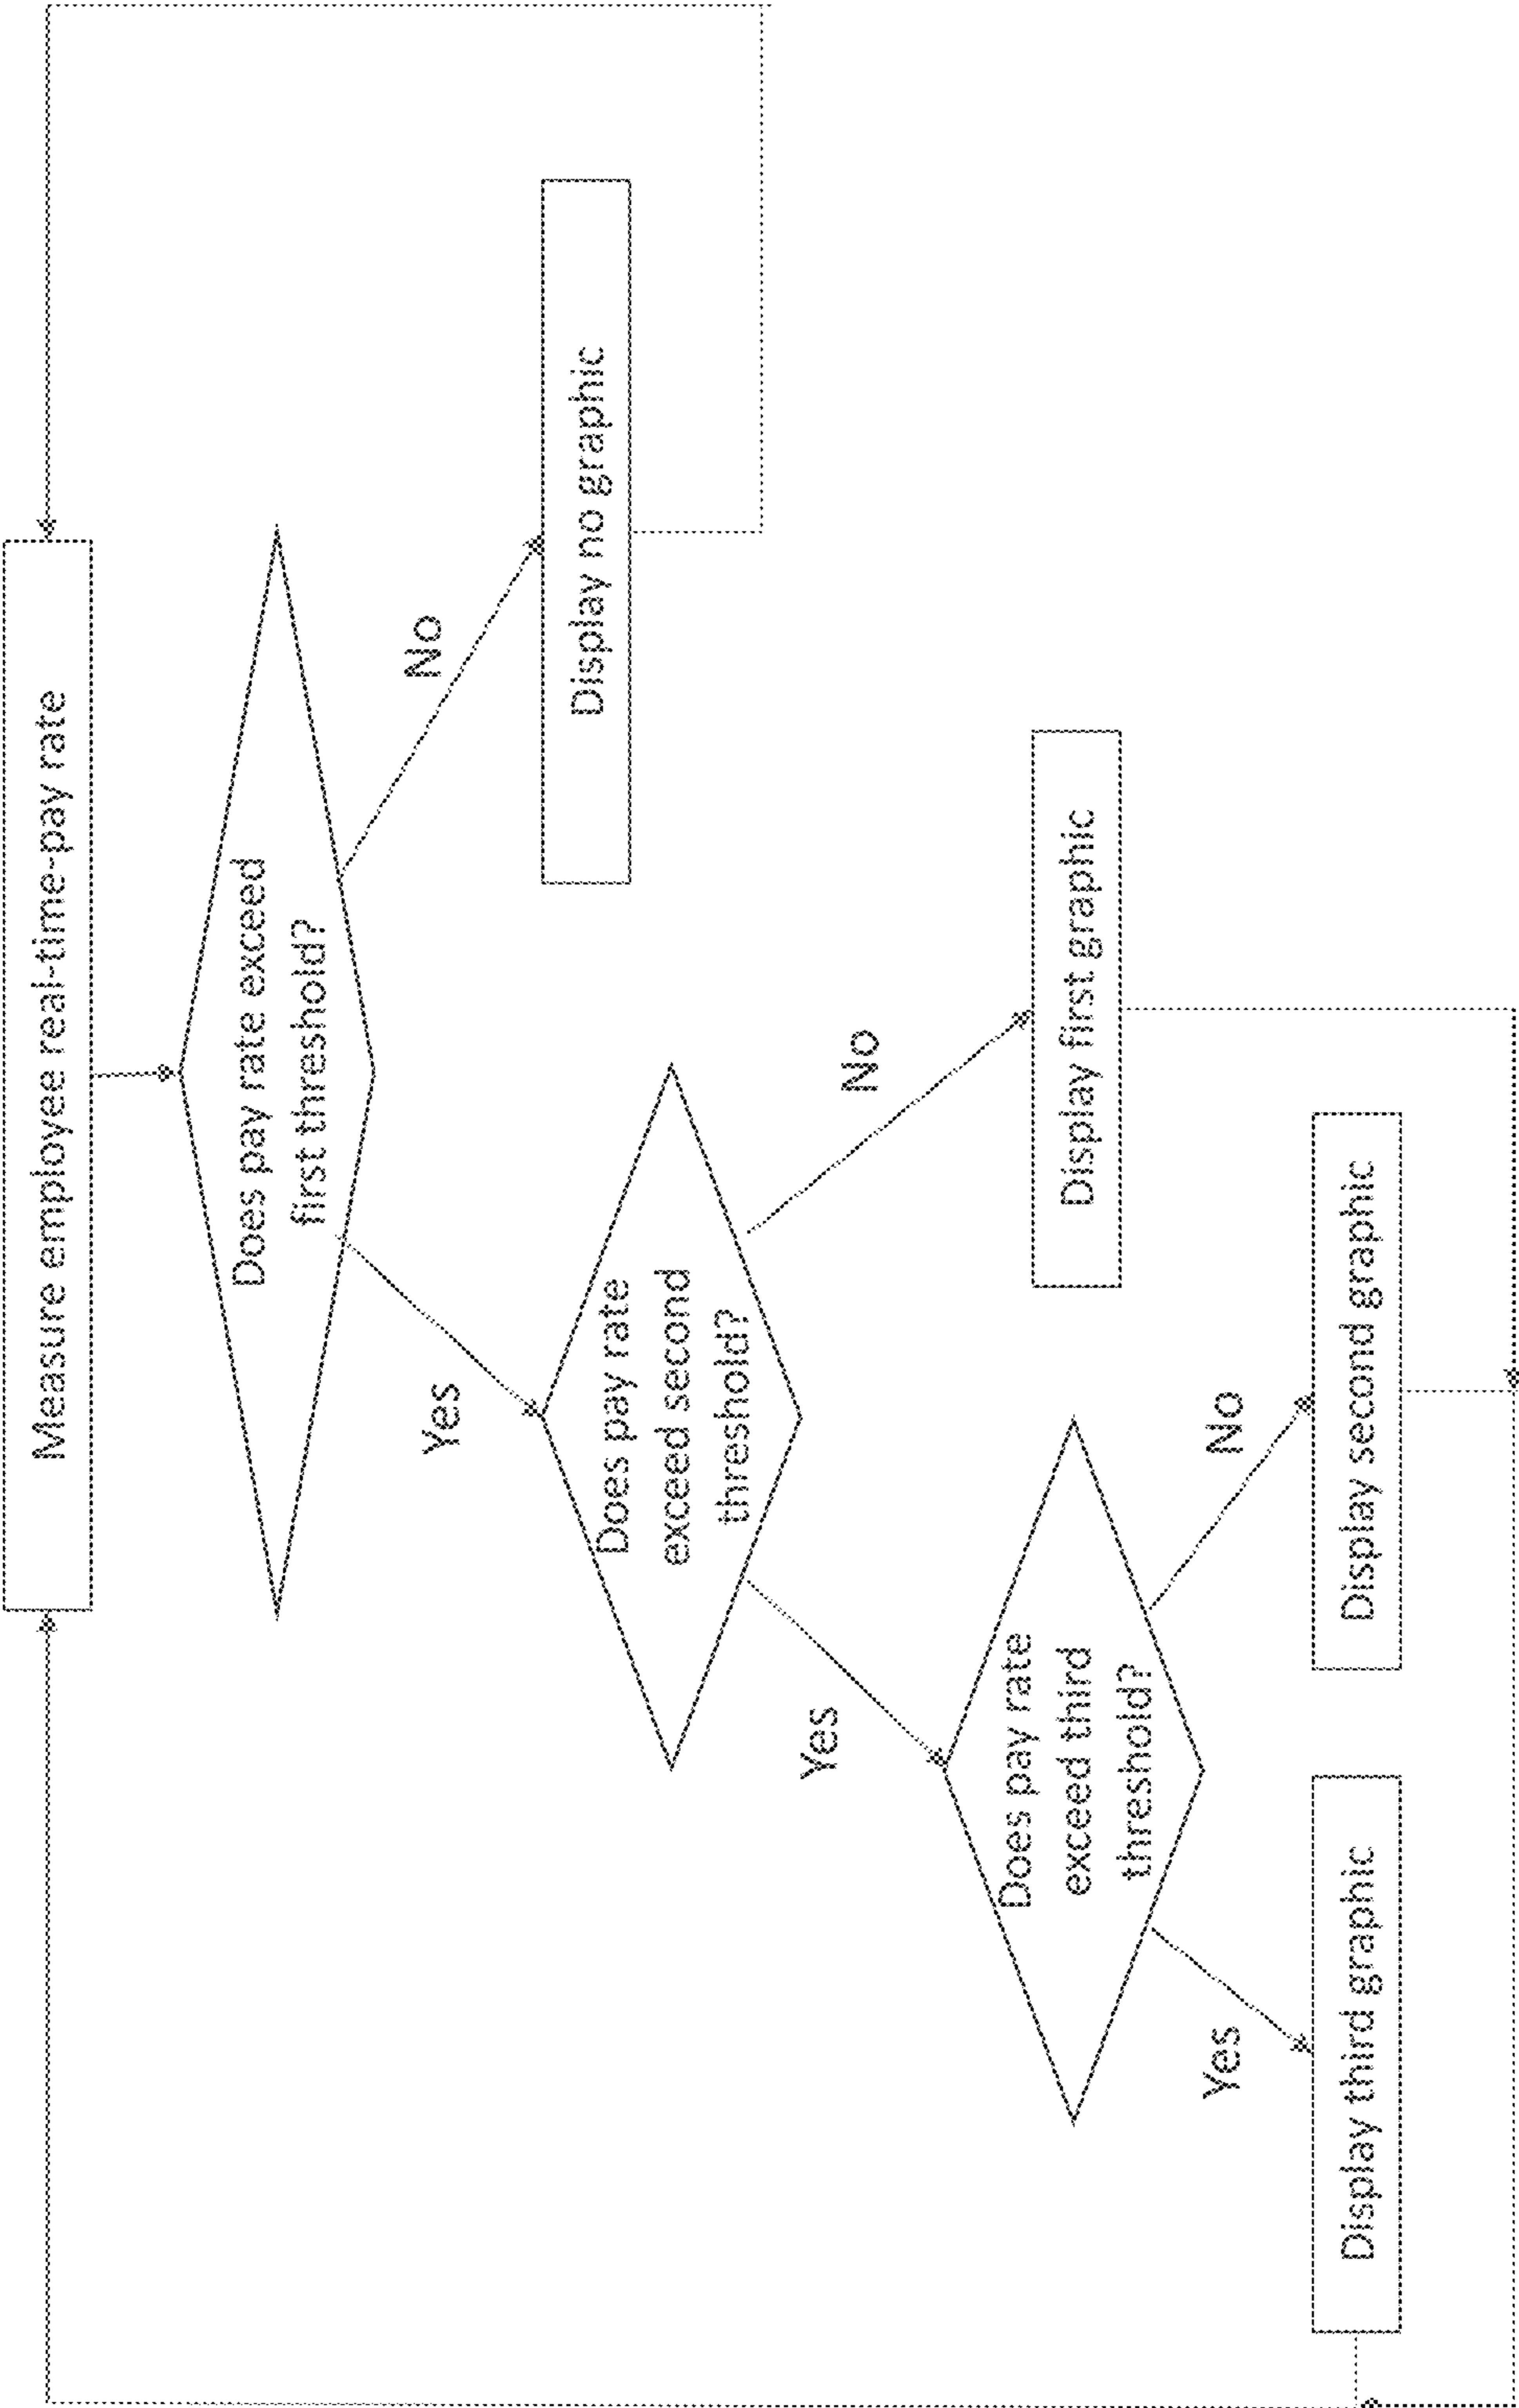 Measure employee real-time-pay rate
Does pay rate exceed
first threshold?
No
Yes
Display no graphic
Does pay rate
exceed second
threshold?
No
Yes
Display first graphic
Does pay rate
exceed third
threshold?
No
Yes
Display second graphic
Display third graphic